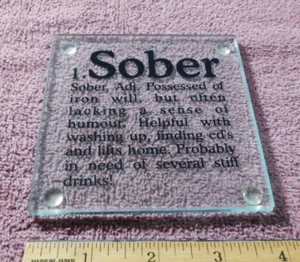 1. Sober
Sober, Adj. Possessed of
iron will, but often
lacking a sense of
humour. Helpful with
washing up, finding cd's
and lifts home. Probably
in need of several stiff
drinks!
1 2 3 4